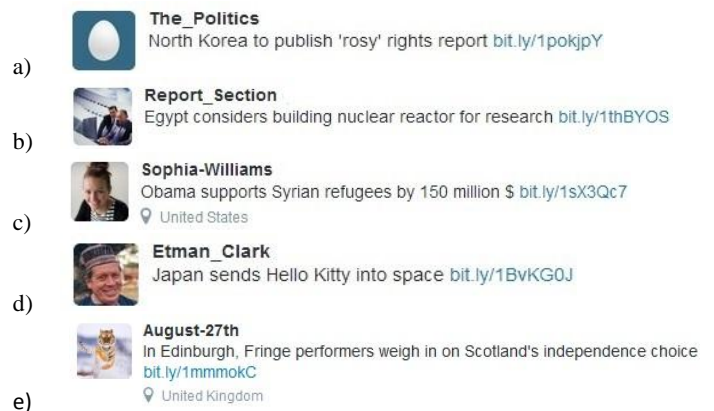 The_Politics
North Korea to publish 'rosy' rights report bit.ly/1pokjpY
a)
Report_Section
Egypt considers building nuclear reactor for research bit.ly/1thBYOS
b)
Sophia-Williams
Obama supports Syrian refugees by 150 million $ bit.ly/1sX3Qc7
United States
c)
Etman_Clark
Japan sends Hello Kitty into space bit.ly/1BvKG0J
d)
August-27th
In Edinburgh, Fringe performers weigh in on Scotland's independence choice
bit.ly/1mmmokC
United Kingdom
e)